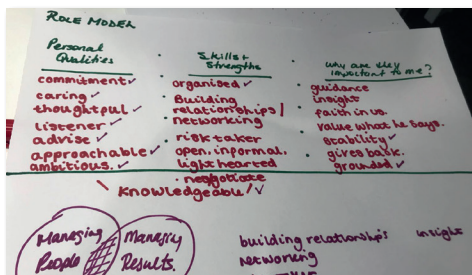 ROLE MODEL
Personal Qualities
commitment ✓
caring ✓
thoughtful ✓
listener ✓
advise ✓
approachable ✓
ambitious. ✓
Skills + Strengths
• organised ✓
• Building
relationships /
networking
• risk taker
open, informal,
light hearted
• negotiate
Why are they
important to me?
guidance
insight
faith in us.
value what he says.
stability ✓
gives back.
grounded ✓
\ Knowledgeable / ✓
Managing
People
Managing
Results.
building relationships insight
Networking